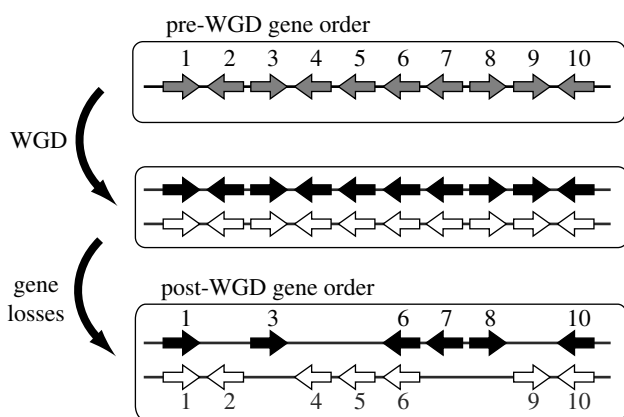 pre-WGD gene order
1 2 3 4 5 6 7 8 9 10
WGD
gene
losses
post-WGD gene order
1 3 6 7 8 10
1 2 4 5 6 9 10